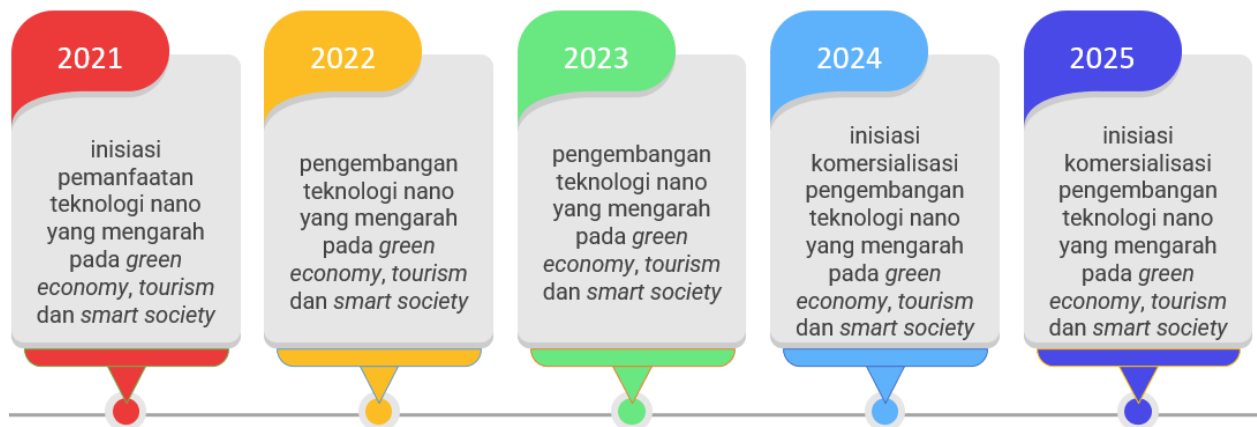 2021
inisiasi
pemanfaatan
teknologi nano
yang mengarah
pada green
economy, tourism
dan smart society
2022
pengembangan
teknologi nano
yang mengarah
pada green
economy, tourism
dan smart society
2023
pengembangan
teknologi nano
yang mengarah
pada green
economy, tourism
dan smart society
2024
inisiasi
komersialisasi
pengembangan
teknologi nano
yang mengarah
pada green
economy, tourism
dan smart society
2025
inisiasi
komersialisasi
pengembangan
teknologi nano
yang mengarah
pada green
economy, tourism
dan smart society